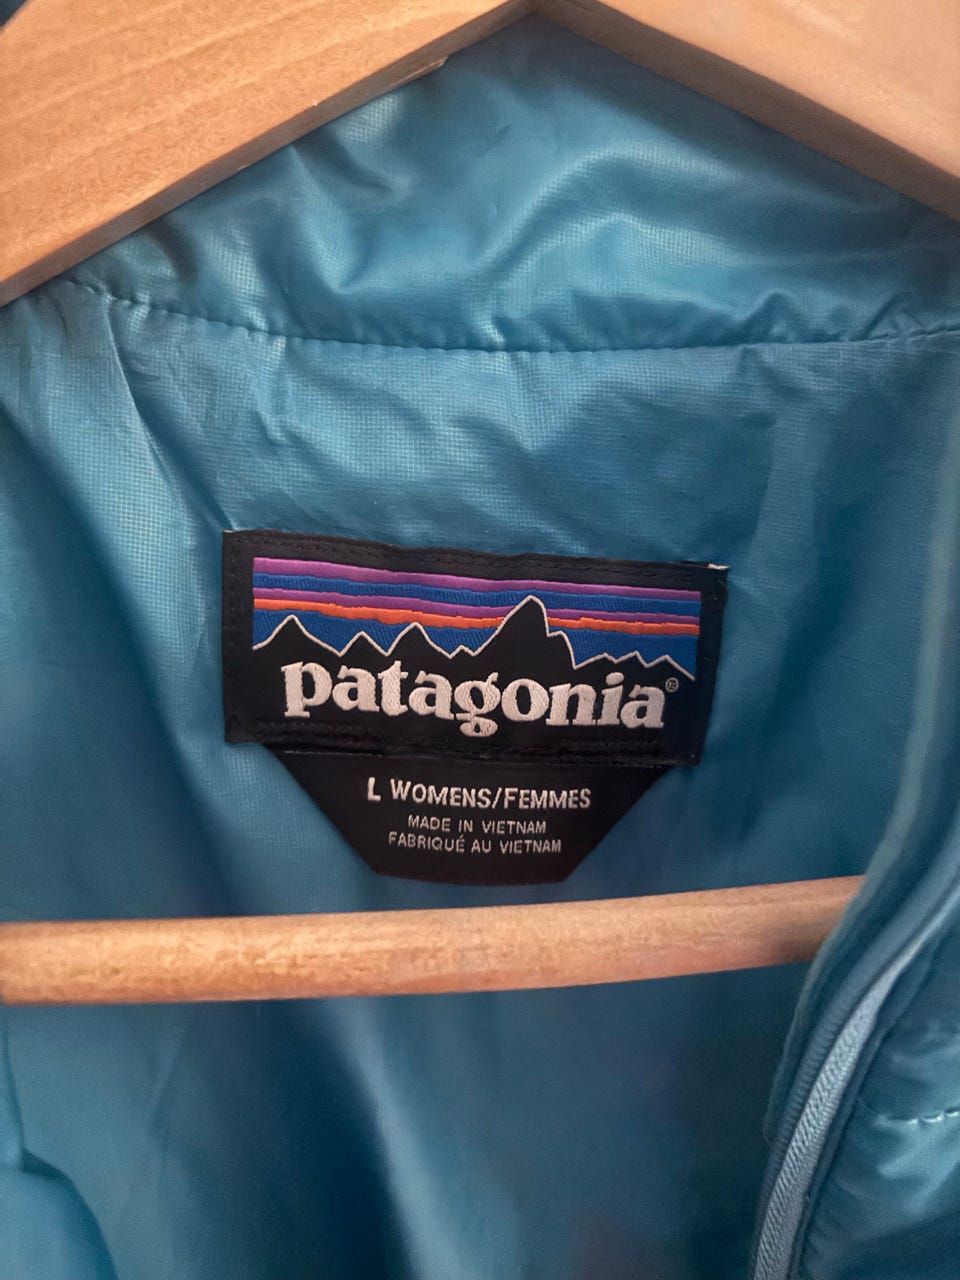 patagonia®
L WOMENS/FEMMES
MADE IN VIETNAM
FABRIQUÉ AU VIETNAM